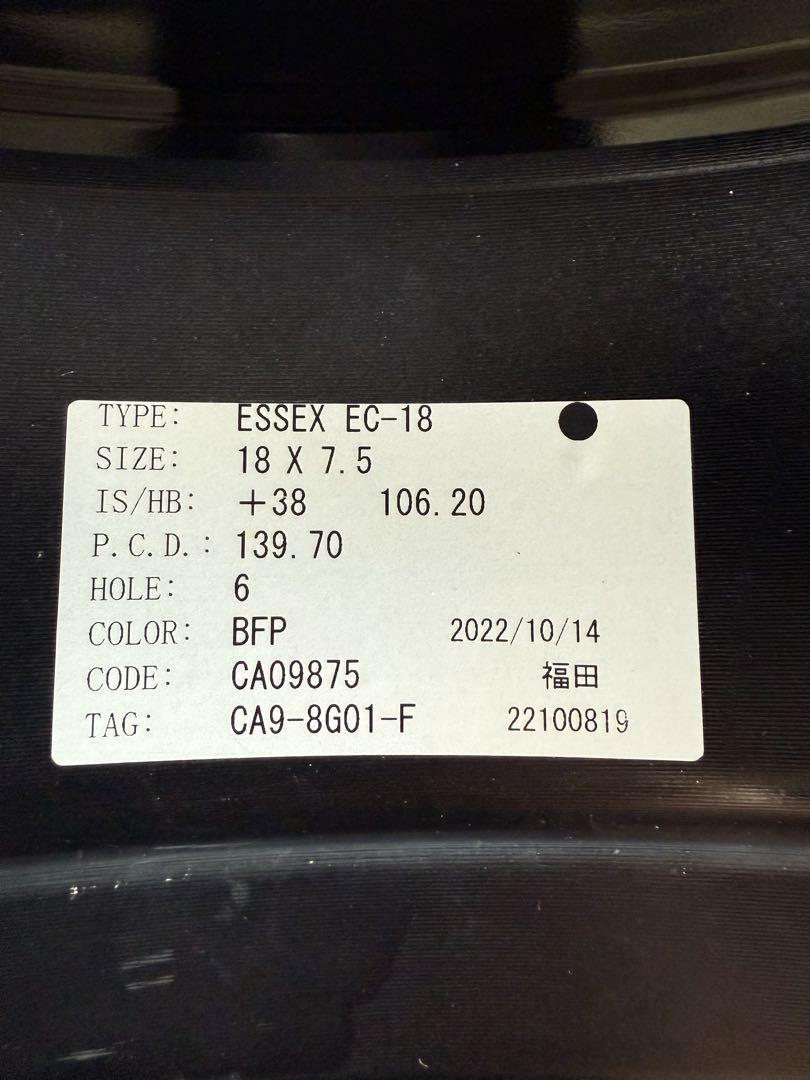 TYPE: ESSEX EC-18
SIZE: 18 X 7.5
IS/HB: +38 106.20
P.C.D.: 139.70
HOLE: 6
COLOR: BFP 2022/10/14
CODE: CA09875 福田
TAG: CA9-8G01-F 22100819